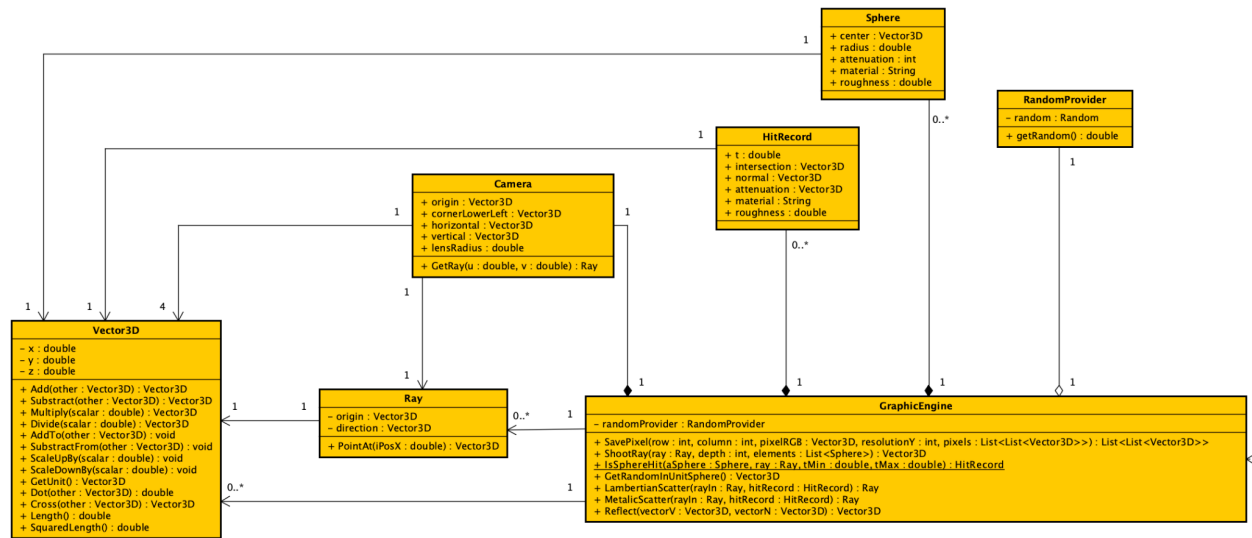 Sphere
+ center : Vector3D
+ radius : double
+ attenuation : int
+ material : String
+ roughness : double
1
0..*
RandomProvider
- random : Random
+ getRandom() : double
1
HitRecord
+ t : double
+ intersection : Vector3D
+ normal : Vector3D
+ attenuation : Vector3D
+ material : String
+ roughness : double
1
0..*
Camera
+ origin : Vector3D
+ cornerLowerLeft : Vector3D
+ horizontal : Vector3D
+ vertical : Vector3D
+ lensRadius : double
+ GetRay(u : double, v : double) : Ray
1
1
1
1
1
4
Vector3D
- x : double
- y : double
- z : double
+ Add(other : Vector3D) : Vector3D
+ Substract(other : Vector3D) : Vector3D
+ Multiply(scalar : double) : Vector3D
+ Divide(scalar : double) : Vector3D
+ AddTo(other : Vector3D) : void
+ SubstractFrom(other : Vector3D) : void
+ ScaleUpBy(scalar : double) : void
+ ScaleDownBy(scalar : double) : void
+ GetUnit() : Vector3D
+ Dot(other : Vector3D) : double
+ Cross(other : Vector3D) : Vector3D
+ Length() : double
+ SquaredLength() : double
1
1
0..*
1
Ray
- origin : Vector3D
- direction : Vector3D
+ PointAt(iPosX : double) : Vector3D
0..*
1
1
1
1
1
1
GraphicEngine
- randomProvider : RandomProvider
+ SavePixel(row : int, column : int, pixelRGB : Vector3D, resolutionY : int, pixels : List<List<Vector3D>>) : List<List<Vector3D>>
+ ShootRay(ray : Ray, depth : int, elements : List<Sphere>) : Vector3D
+ IsSphereHit(aSphere : Sphere, ray : Ray, tMin : double, tMax : double) : HitRecord
+ GetRandomInUnitSphere() : Vector3D
+ LambertianScatter(rayIn : Ray, hitRecord : HitRecord) : Ray
+ MetalicScatter(rayIn : Ray, hitRecord : HitRecord) : Ray
+ Reflect(vectorV : Vector3D, vectorN : Vector3D) : Vector3D